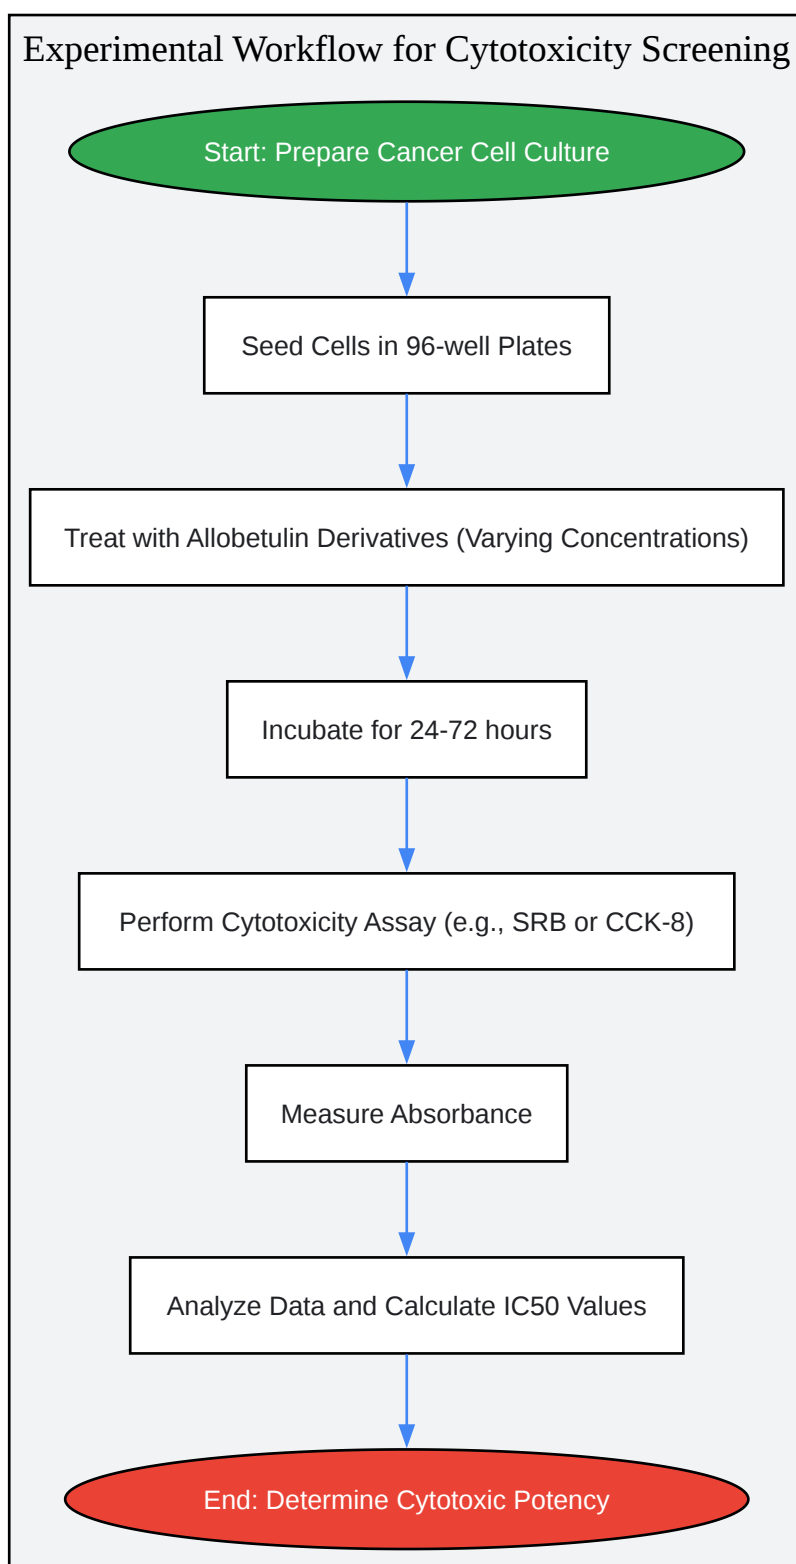 Experimental Workflow for Cytotoxicity Screening
Start: Prepare Cancer Cell Culture
Seed Cells in 96-well Plates
Treat with Allobetulin Derivatives (Varying Concentrations)
Incubate for 24-72 hours
Perform Cytotoxicity Assay (e.g., SRB or CCK-8)
Measure Absorbance
Analyze Data and Calculate IC50 Values
End: Determine Cytotoxic Potency